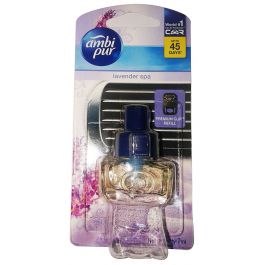 ambi
pur
World #1
CAR
UP TO
45
DAYS*
lavender spa
PREMIUM CLIP
REFILL